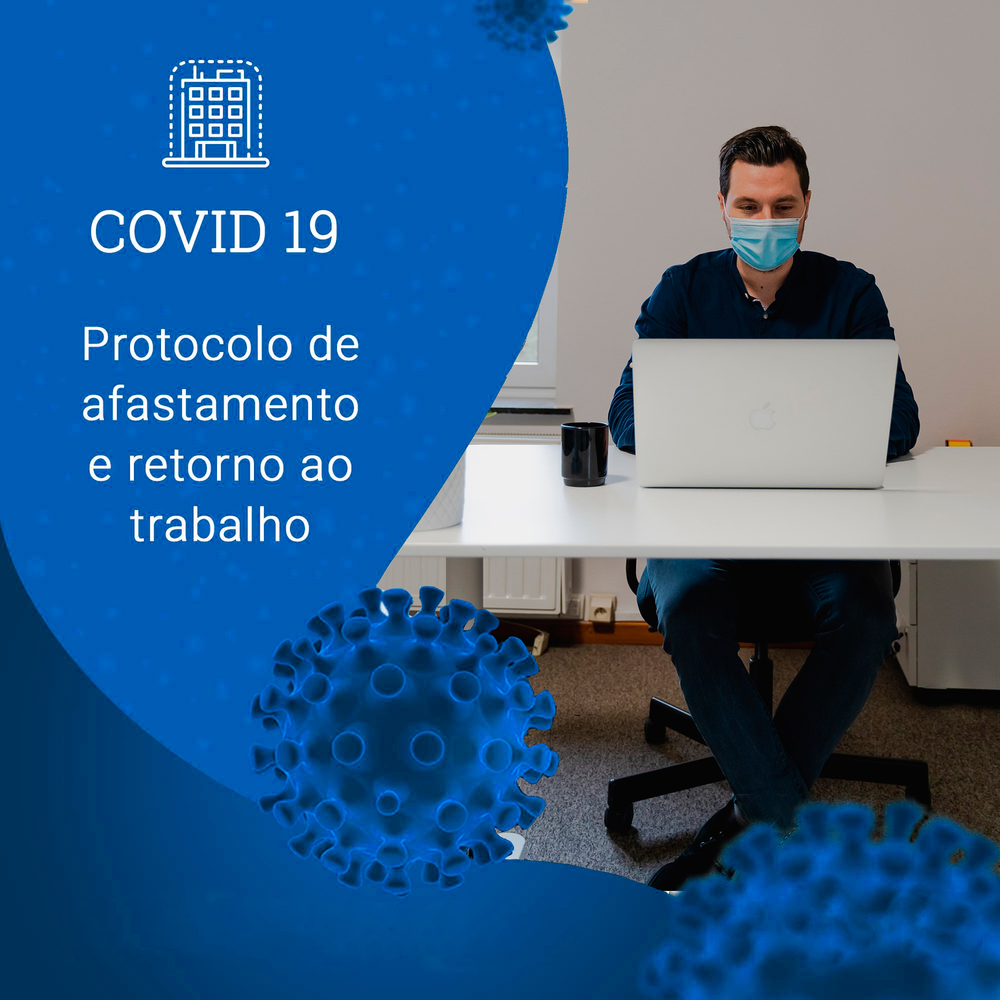 COVID 19
Protocolo de
afastamento
e retorno ao
trabalho